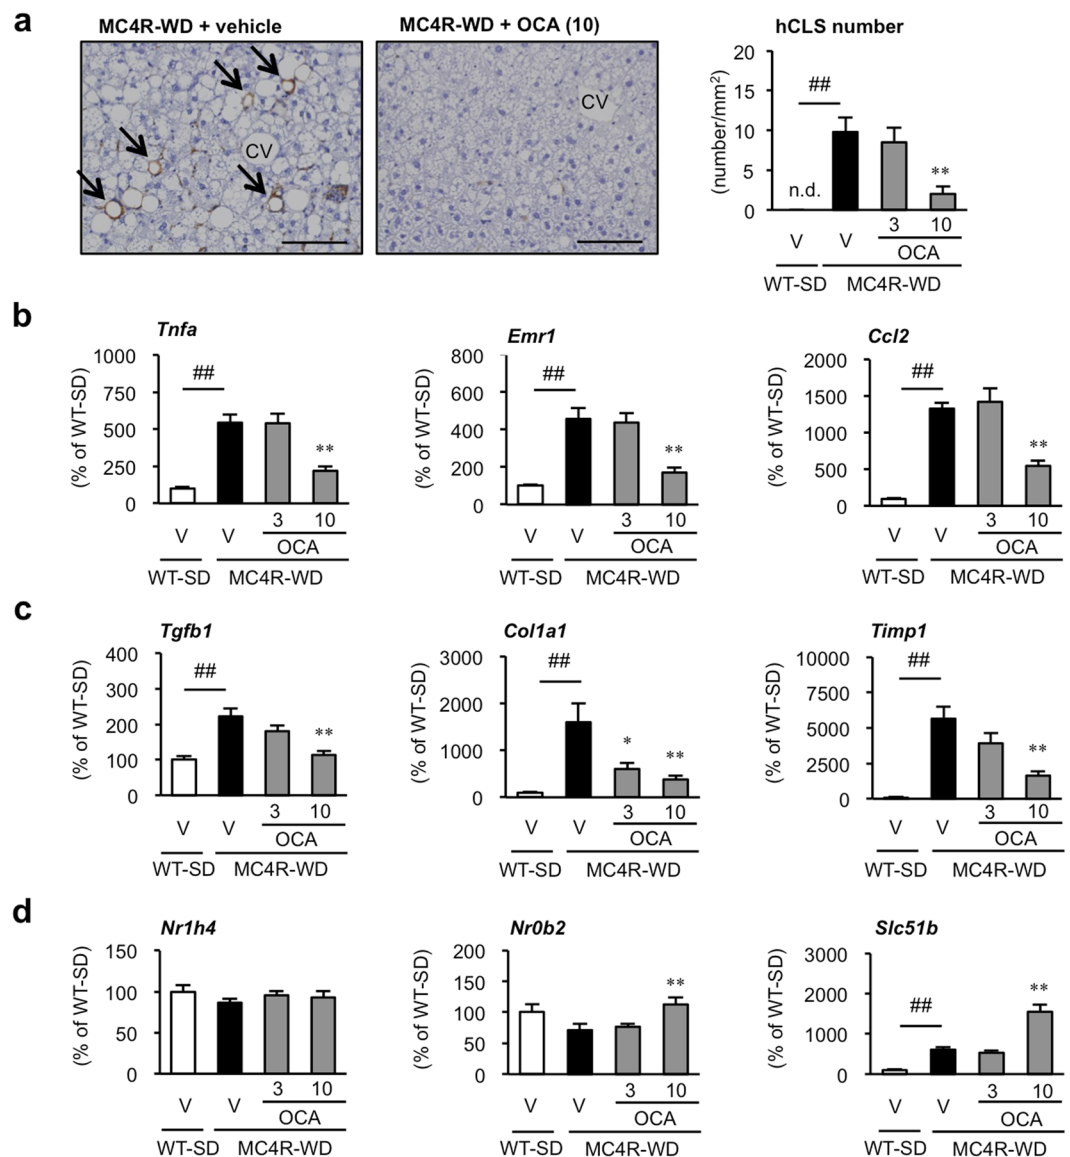 a
MC4R-WD + vehicle
MC4R-WD + OCA (10)
hCLS number
CV
CV
(number/mm²)
20
15
10
5
0
##
n.d.
**
3 10
V V OCA
WT-SD MC4R-WD
b
Tnfa
(% of WT-SD)
1000
750
500
250
0
##
**
3 10
V V OCA
WT-SD MC4R-WD
Emr1
(% of WT-SD)
800
600
400
200
0
##
**
3 10
V V OCA
WT-SD MC4R-WD
Ccl2
(% of WT-SD)
2000
1500
1000
500
0
##
**
3 10
V V OCA
WT-SD MC4R-WD
c
Tgfb1
(% of WT-SD)
400
300
200
100
0
##
**
3 10
V V OCA
WT-SD MC4R-WD
Col1a1
(% of WT-SD)
3000
2000
1000
0
##
*
**
3 10
V V OCA
WT-SD MC4R-WD
Timp1
(% of WT-SD)
10000
7500
5000
2500
0
##
**
3 10
V V OCA
WT-SD MC4R-WD
d
Nr1h4
(% of WT-SD)
150
100
50
0
3 10
V V OCA
WT-SD MC4R-WD
Nr0b2
(% of WT-SD)
200
150
100
50
0
**
3 10
V V OCA
WT-SD MC4R-WD
Slc51b
(% of WT-SD)
3000
2000
1000
0
##
**
3 10
V V OCA
WT-SD MC4R-WD